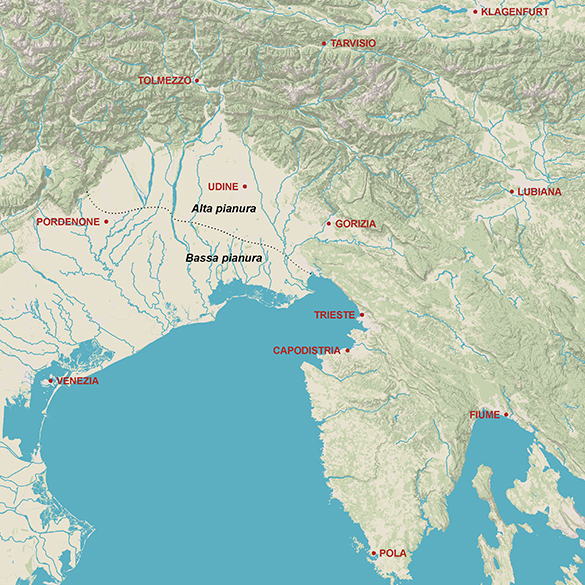 KLAGENFURT
TARVISIO
TOLMEZZO
UDINE
LUBIANA
Alta pianura
PORDENONE
GORIZIA
Bassa pianura
TRIESTE
CAPODISTRIA
VENEZIA
FIUME
POLA